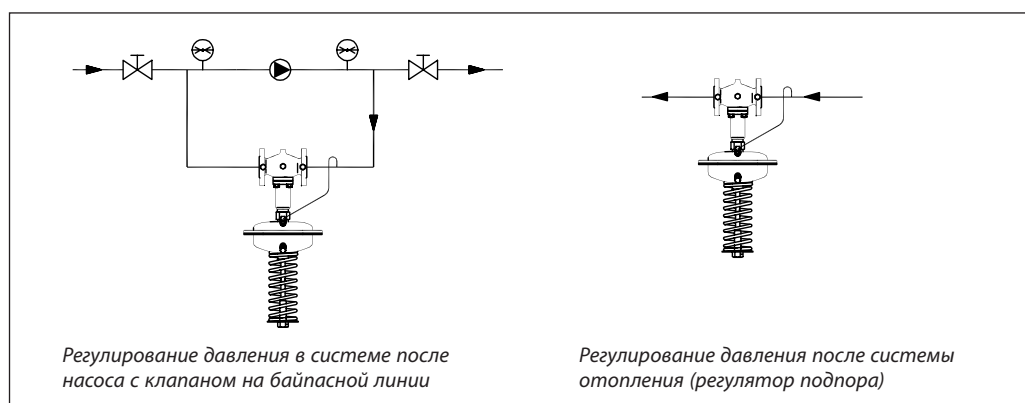 Регулирование давления в системе после
насоса с клапаном на байпасной линии
Регулирование давления после системы
отопления (регулятор подпора)